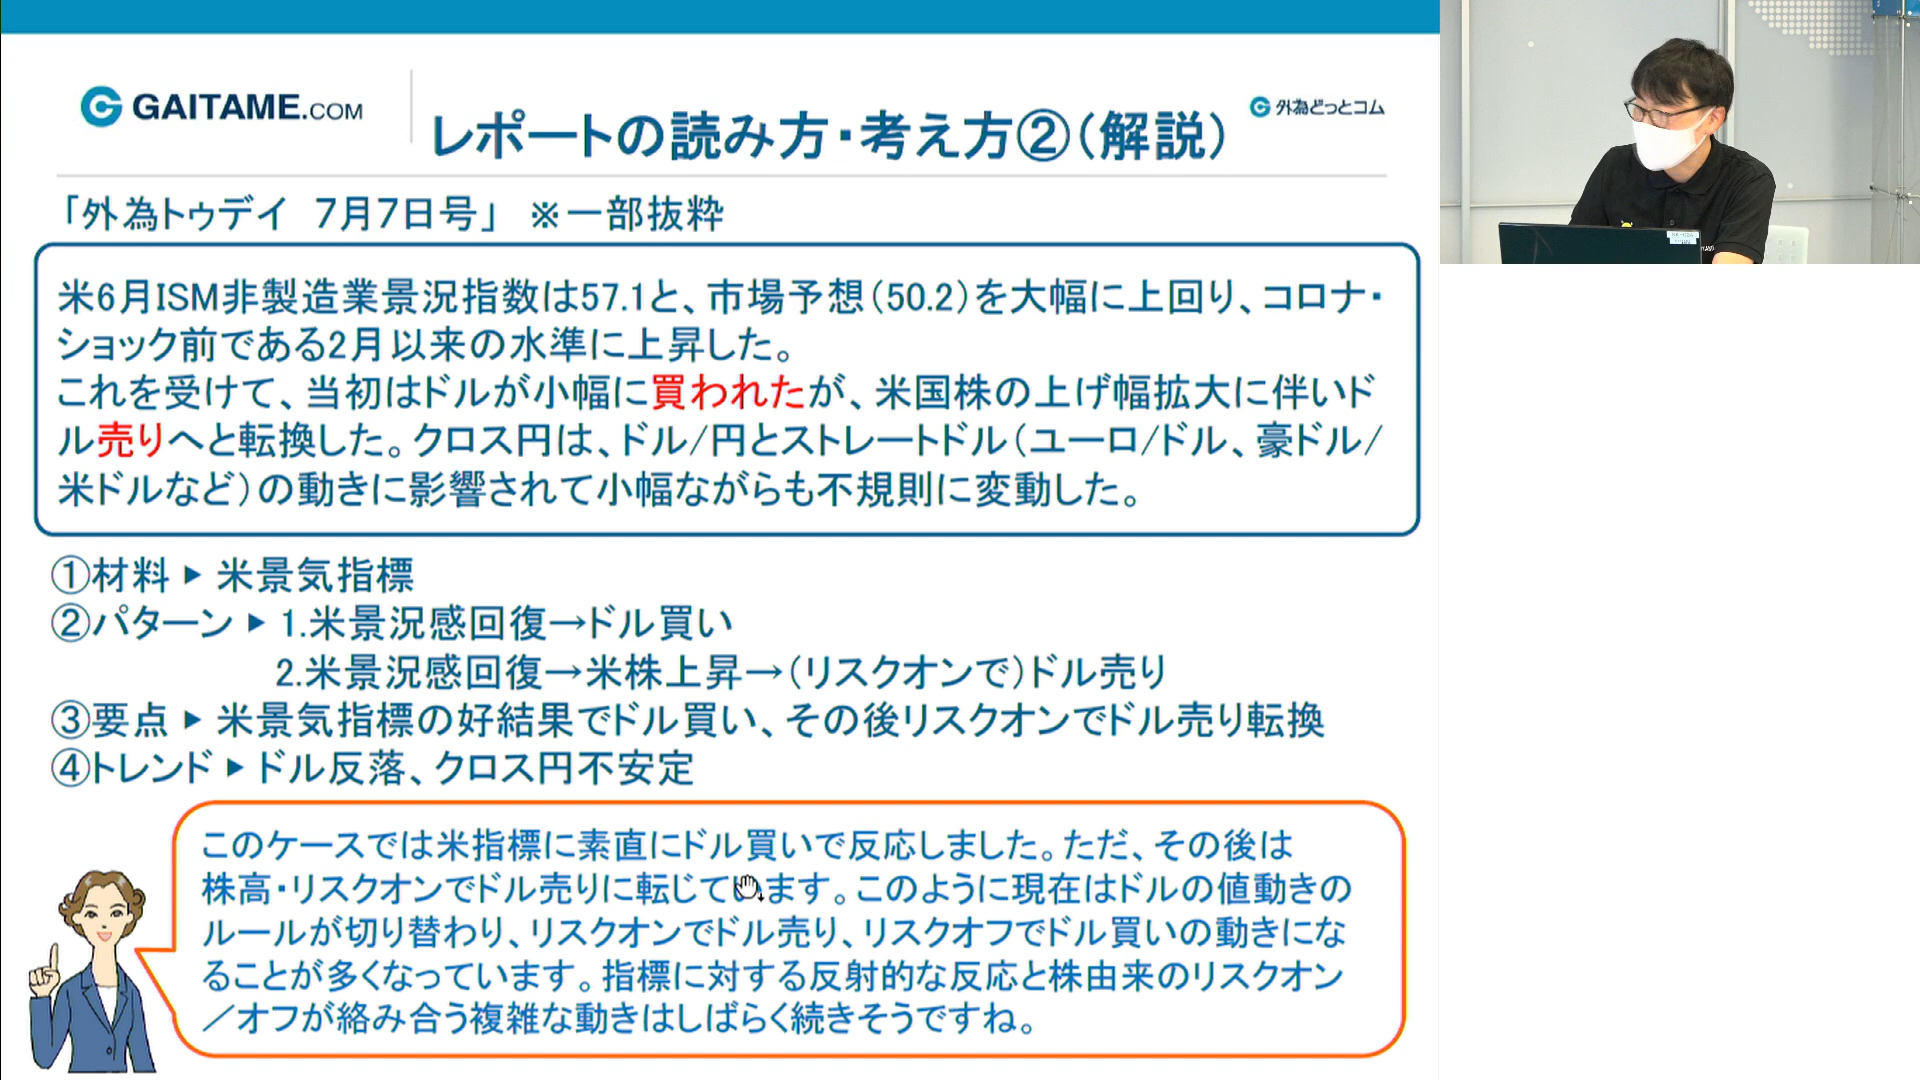 GAITAME.COM
レポートの読み方・考え方②（解説）
外為どっとコム
「外為トゥデイ　7月7日号」　※一部抜粋
米6月ISM非製造業景況指数は57.1と、市場予想（50.2）を大幅に上回り、コロナ・
ショック前である2月以来の水準に上昇した。
これを受けて、当初はドルが小幅に買われたが、米国株の上げ幅拡大に伴いド
ル売りへと転換した。クロス円は、ドル/円とストレートドル（ユーロ/ドル、豪ドル/
米ドルなど）の動きに影響されて小幅ながらも不規則に変動した。
①材料 ▶ 米景気指標
②パターン ▶ 1.米景況感回復→ドル買い
2.米景況感回復→米株上昇→（リスクオンで）ドル売り
③要点 ▶ 米景気指標の好結果でドル買い、その後リスクオンでドル売り転換
④トレンド ▶ ドル反落、クロス円不安定
このケースでは米指標に素直にドル買いで反応しました。ただ、その後は
株高・リスクオンでドル売りに転じています。このように現在はドルの値動きの
ルールが切り替わり、リスクオンでドル売り、リスクオフでドル買いの動きにな
ることが多くなっています。指標に対する反射的な反応と株由来のリスクオン
／オフが絡み合う複雑な動きはしばらく続きそうですね。